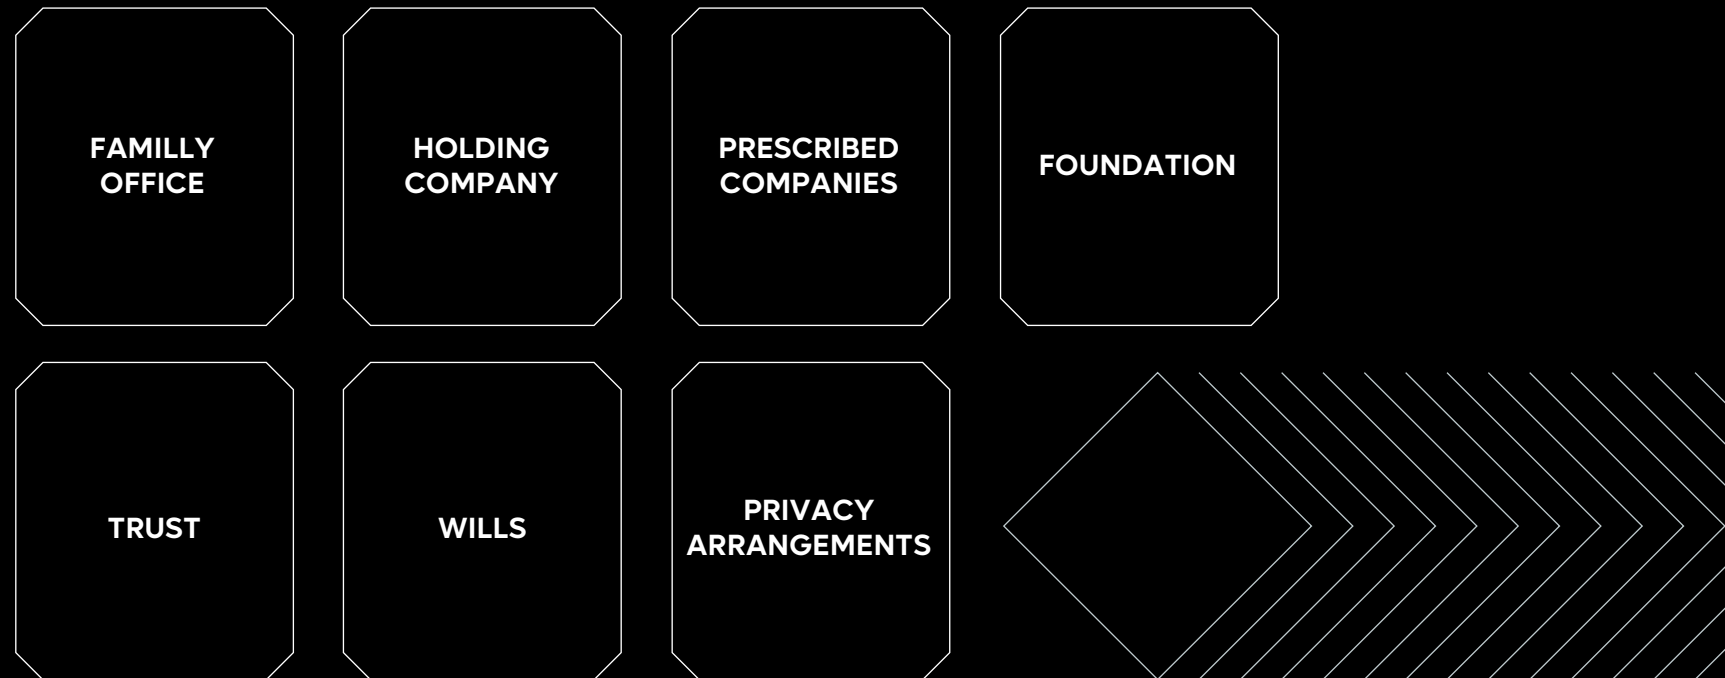 FAMILLY
OFFICE
HOLDING
COMPANY
PRESCRIBED
COMPANIES
FOUNDATION
TRUST
WILLS
PRIVACY
ARRANGEMENTS